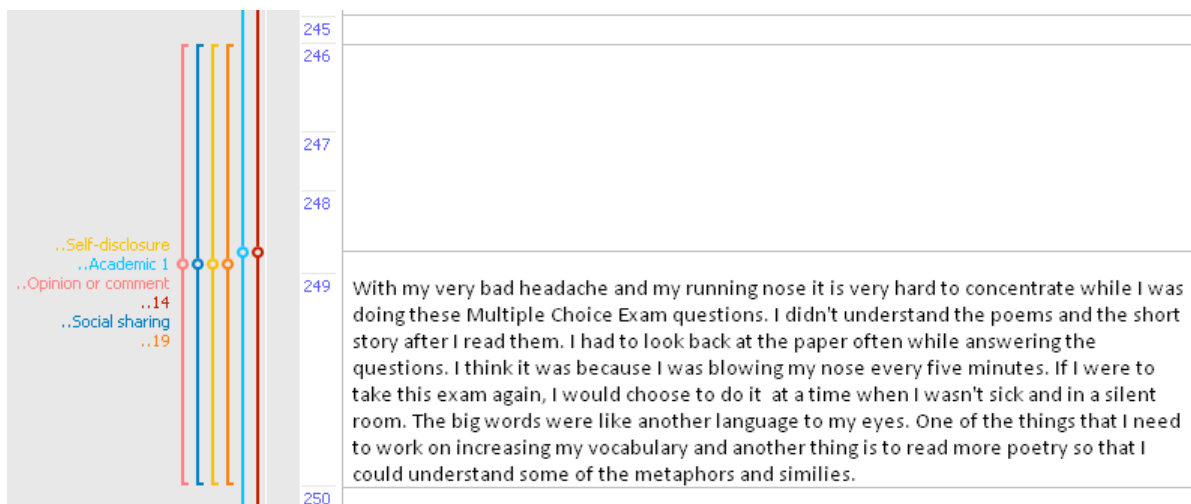 245
246
247
248
..Self-disclosure
..Academic 1
..Opinion or comment
..14
..Social sharing
..19
249
With my very bad headache and my running nose it is very hard to concentrate while I was
doing these Multiple Choice Exam questions. I didn't understand the poems and the short
story after I read them. I had to look back at the paper often while answering the
questions. I think it was because I was blowing my nose every five minutes. If I were to
take this exam again, I would choose to do it  at a time when I wasn't sick and in a silent
room. The big words were like another language to my eyes. One of the things that I need
to work on increasing my vocabulary and another thing is to read more poetry so that I
could understand some of the metaphors and similies.
250